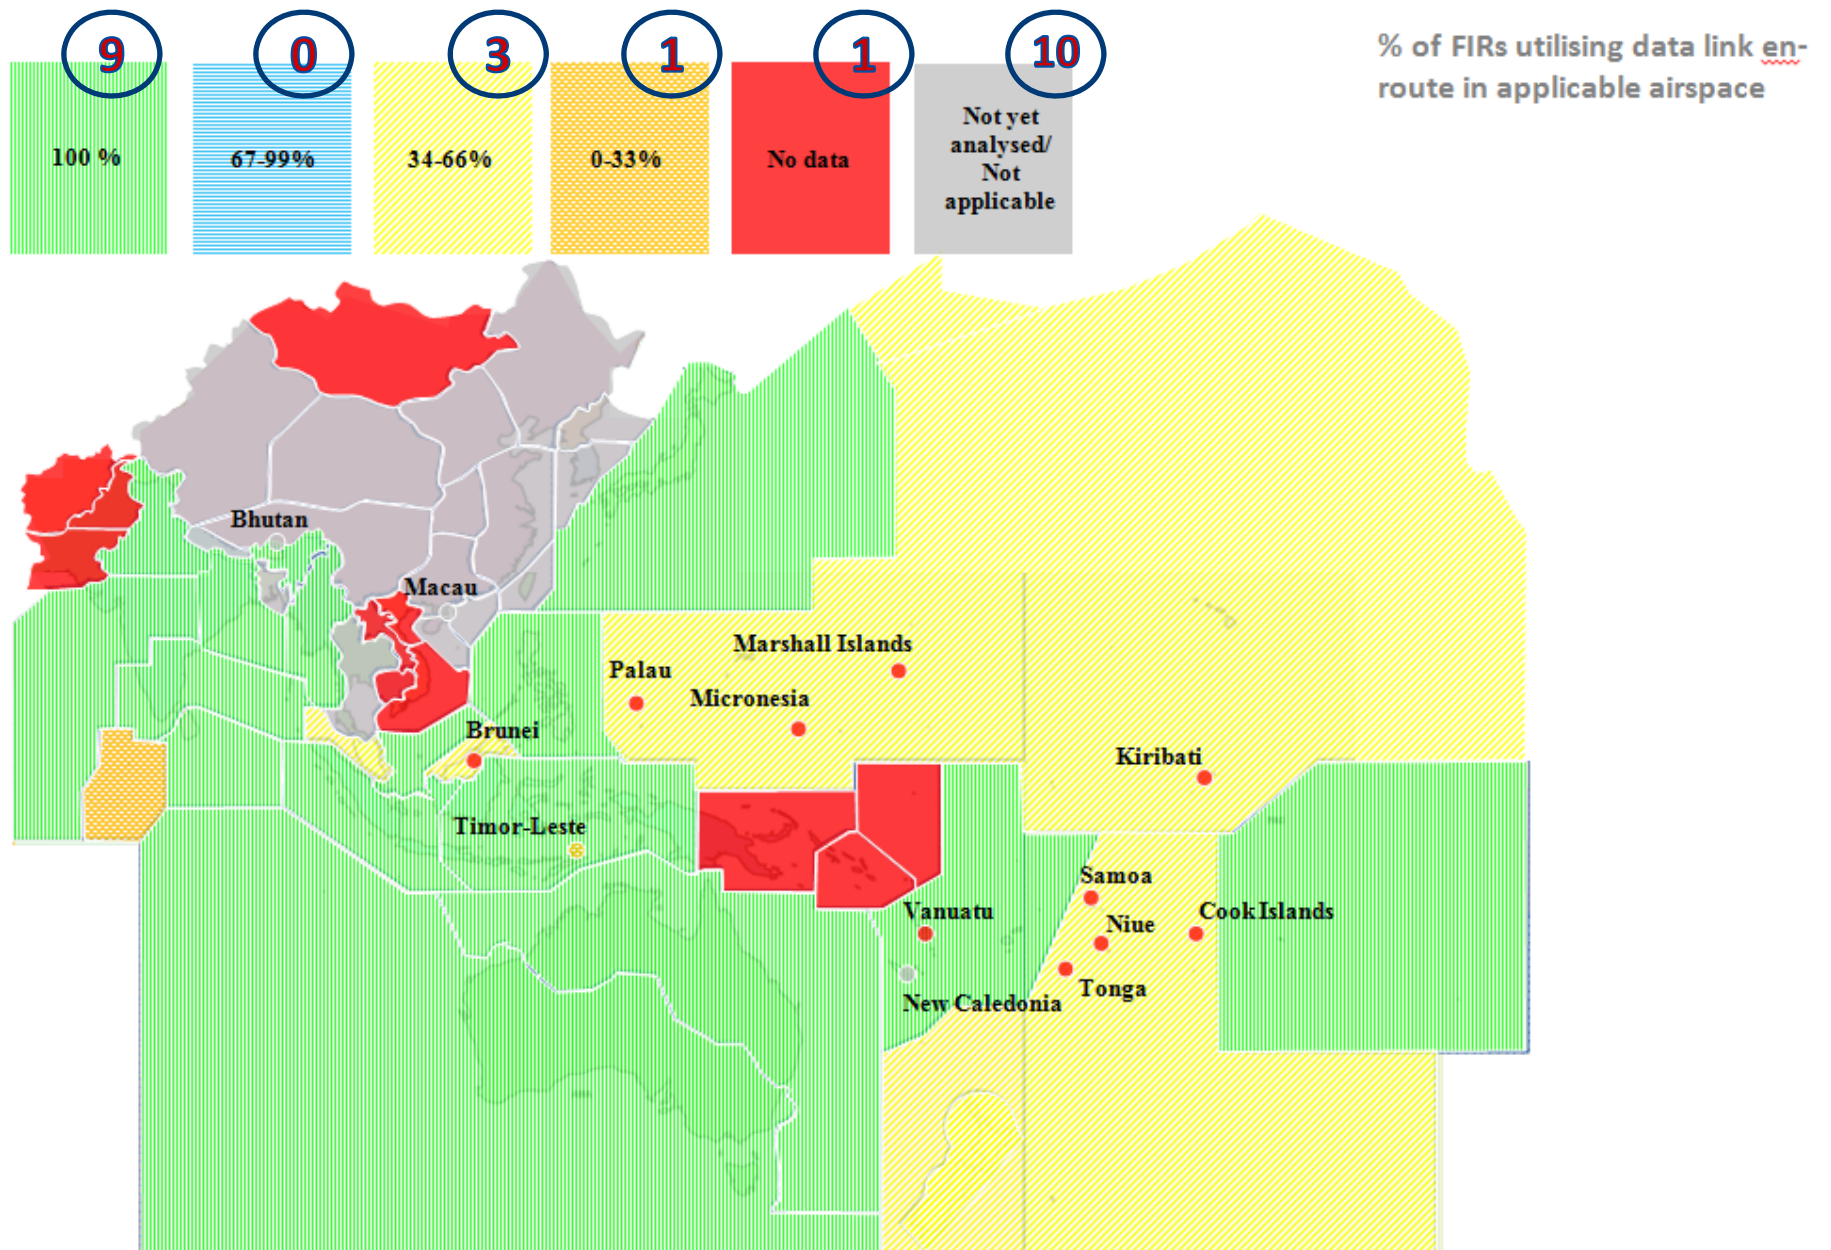 9
0
3
1
1
10
% of FIRs utilising data link en-
route in applicable airspace
100 %
67-99%
34-66%
0-33%
No data
Not yet
analysed/
Not
applicable
Bhutan
Macau
Marshall Islands
Palau
Micronesia
Brunei
Kiribati
Timor-Leste
Samoa
Vanuatu
Niue
Cook Islands
Tonga
New Caledonia